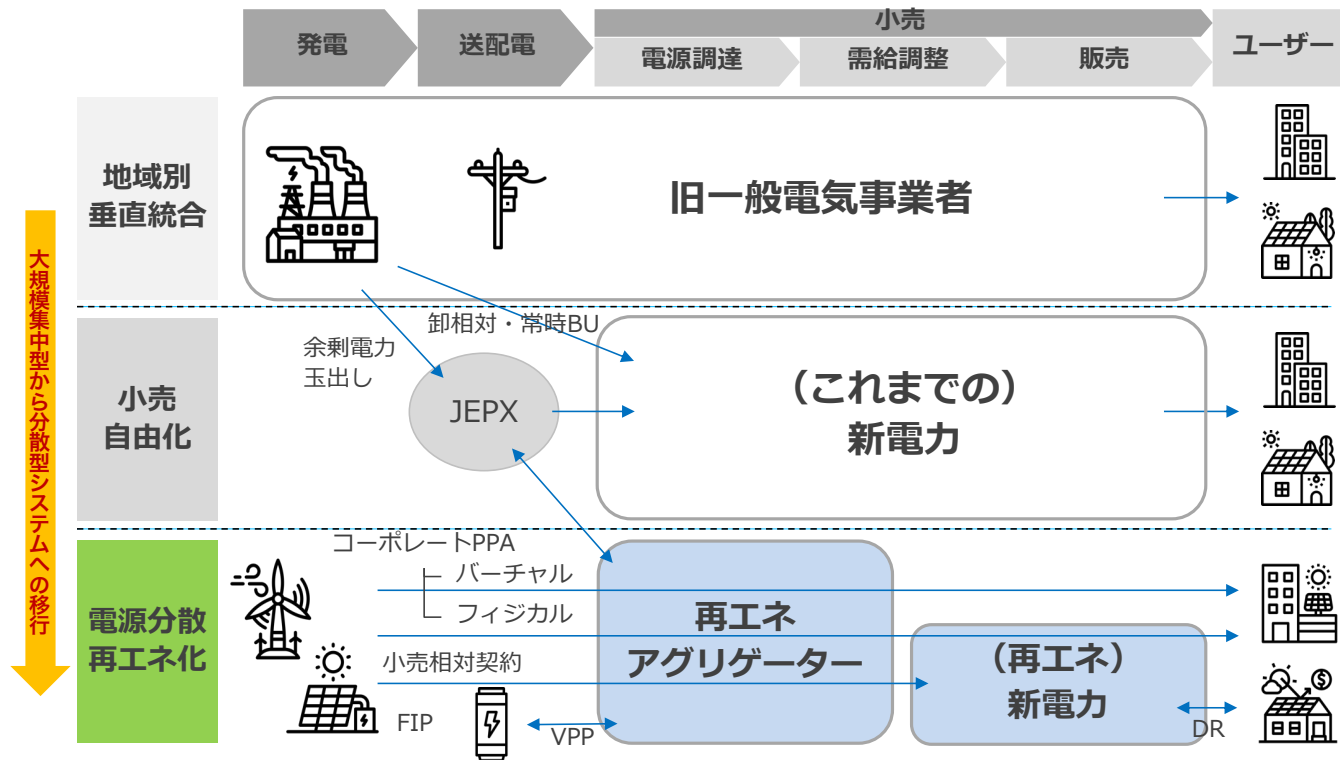 発電
送配電
小売
電源調達
需給調整
販売
ユーザー
大規模集中型から分散型システムへの移行
地域別
垂直統合
旧一般電気事業者
卸相対・常時BU
余剰電力
玉出し
小売
自由化
JEPX
（これまでの）
新電力
コーポレートPPA
バーチャル
フィジカル
電源分散
再エネ化
再エネ
アグリゲーター
小売相対契約
（再エネ）
新電力
FIP
VPP
DR